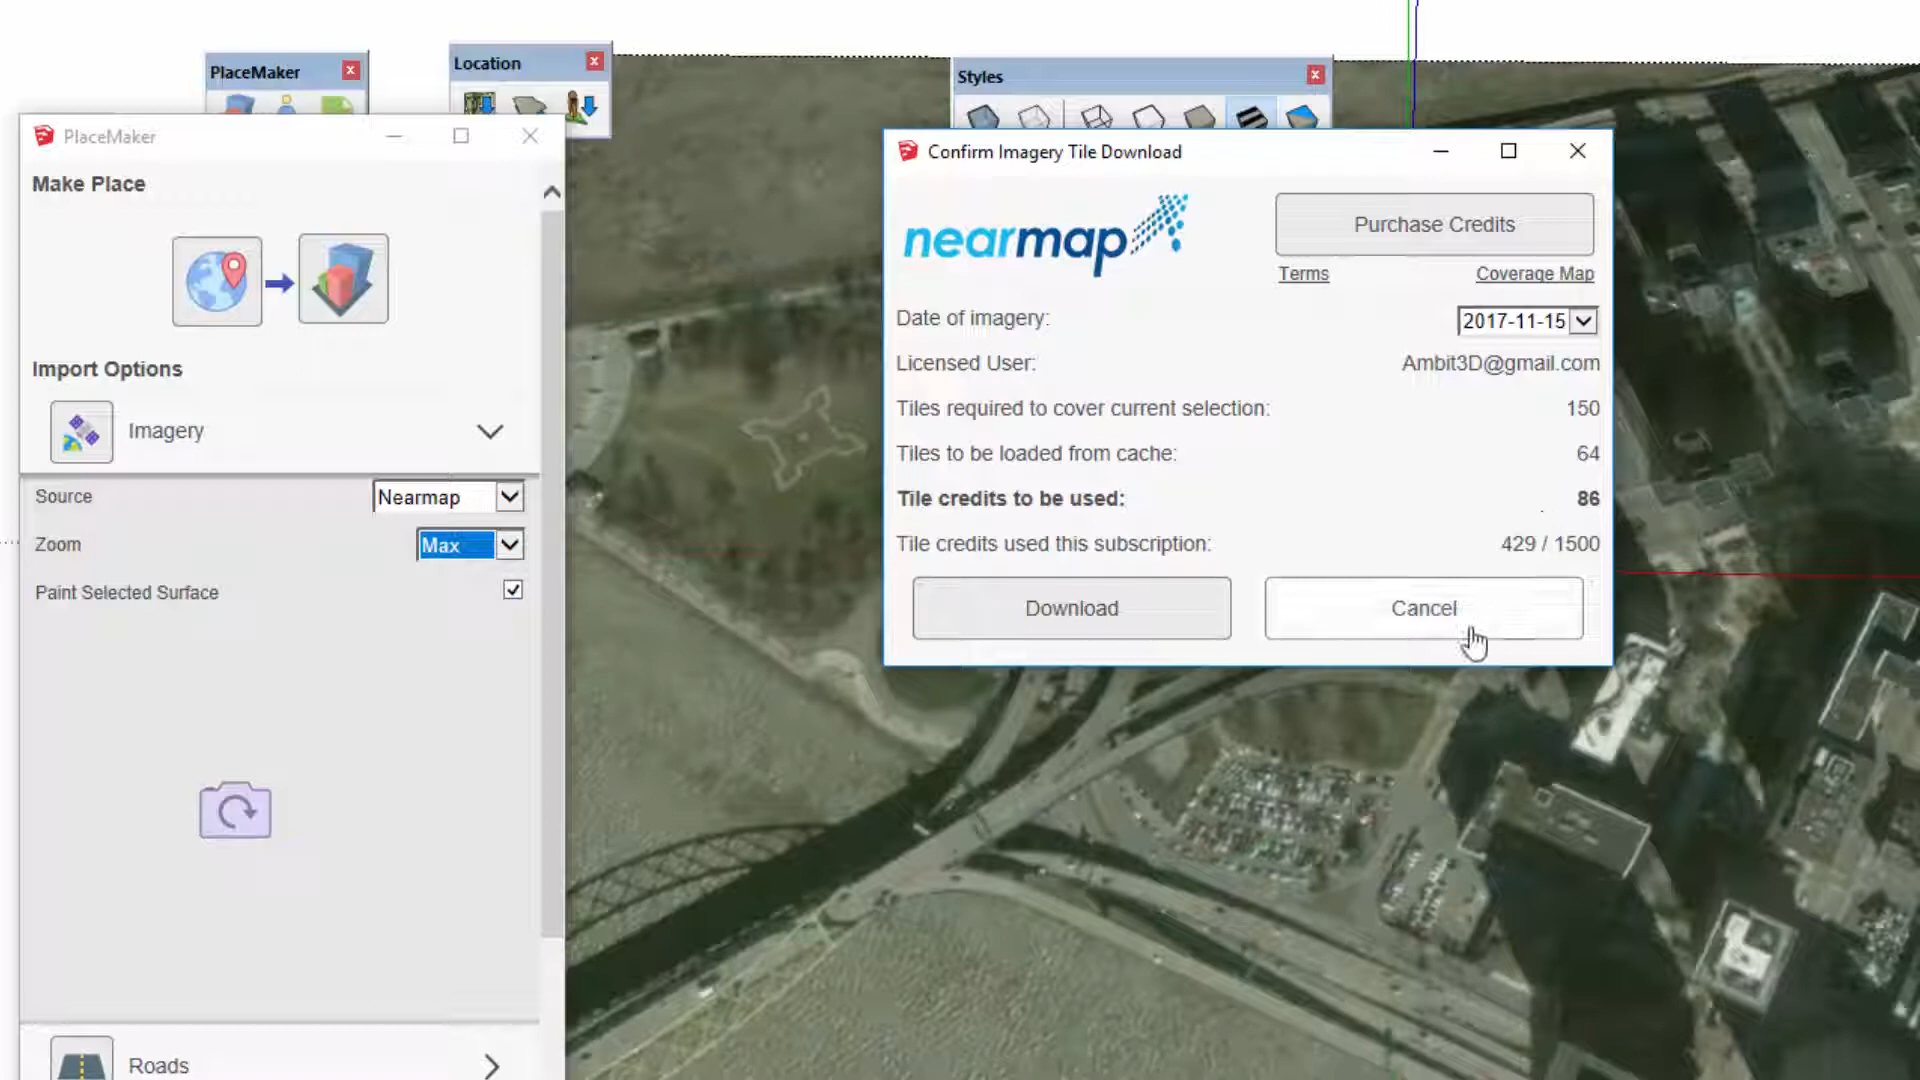 PlaceMaker
Location
Styles
PlaceMaker
Make Place
Import Options
Imagery
Source
Nearmap
Zoom
Max
Paint Selected Surface
Roads
Confirm Imagery Tile Download
nearmap
Purchase Credits
Terms
Coverage Map
Date of imagery:
2017-11-15
Licensed User:
Ambit3D@gmail.com
Tiles required to cover current selection:
150
Tiles to be loaded from cache:
64
Tile credits to be used:
86
Tile credits used this subscription:
429 / 1500
Download
Cancel